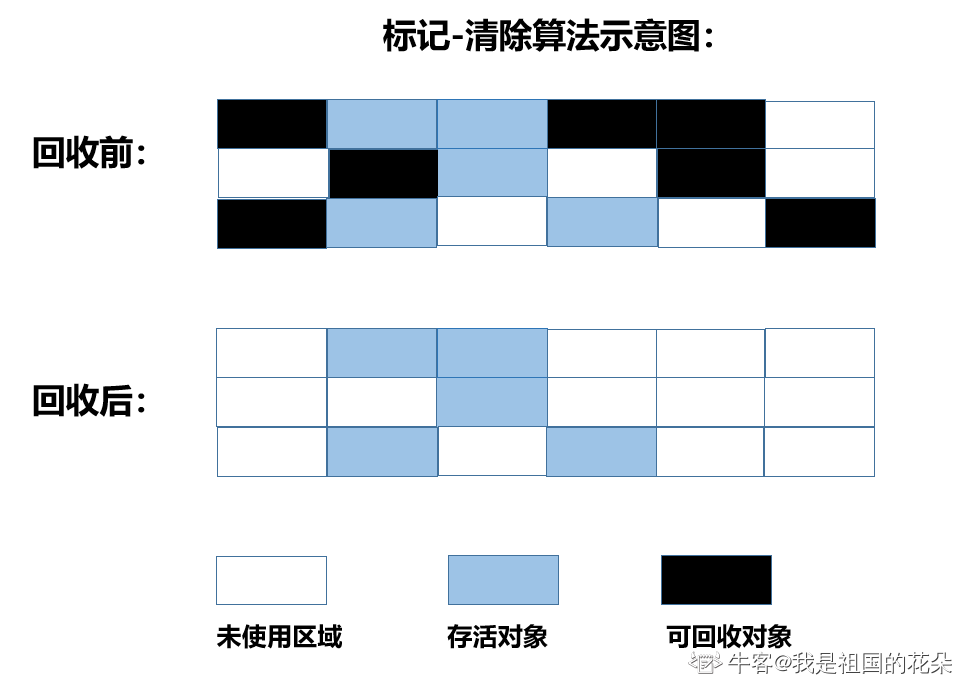 标记-清除算法示意图：
回收前：
回收后：
未使用区域 存活对象 可回收对象
牛客@我是祖国的花朵